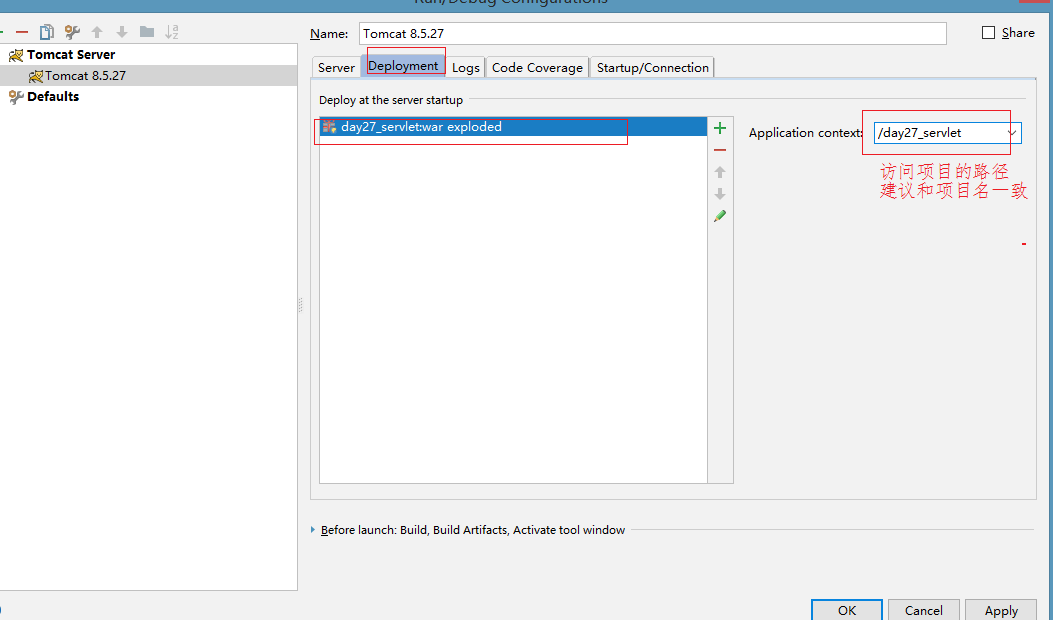 Run/Debug Configurations
Name: Tomcat 8.5.27
Share
Tomcat Server
Tomcat 8.5.27
Defaults
Server
Deployment
Logs
Code Coverage
Startup/Connection
Deploy at the server startup
day27_servlet:war exploded
Application context: /day27_servlet
访问项目的路径
建议和项目名一致
Before launch: Build, Build Artifacts, Activate tool window
OK
Cancel
Apply